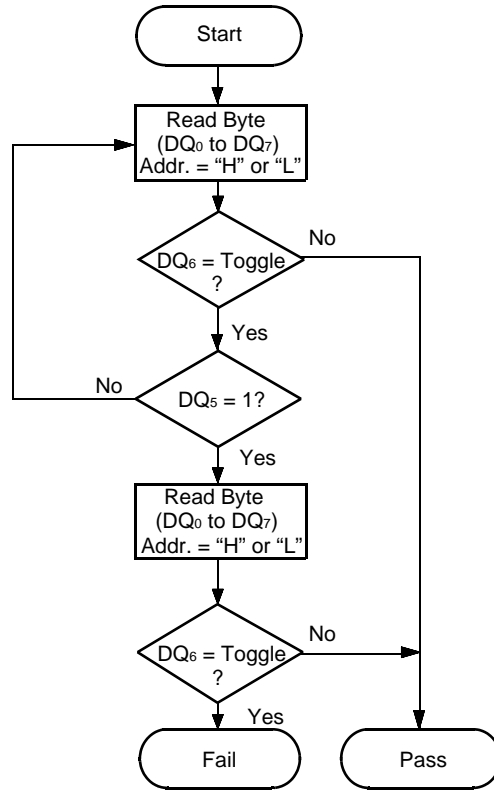 Start
Read Byte
(DQ0 to DQ7)
Addr. = “H” or “L”
No
DQ6 = Toggle
?
Yes
No
DQ5 = 1?
Yes
Read Byte
(DQ0 to DQ7)
Addr. = “H” or “L”
No
DQ6 = Toggle
?
Yes
Fail
Pass